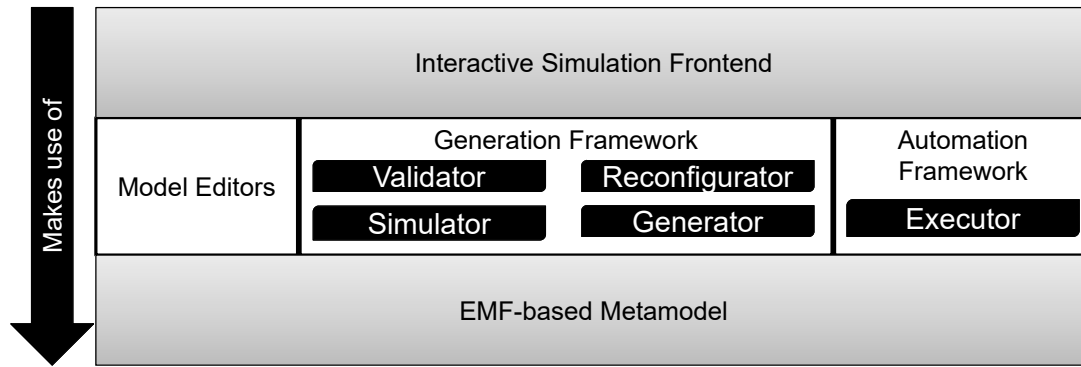 Makes use of
Interactive Simulation Frontend
Model Editors
Generation Framework
Validator
Reconfigurator
Simulator
Generator
Automation
Framework
Executor
EMF-based Metamodel